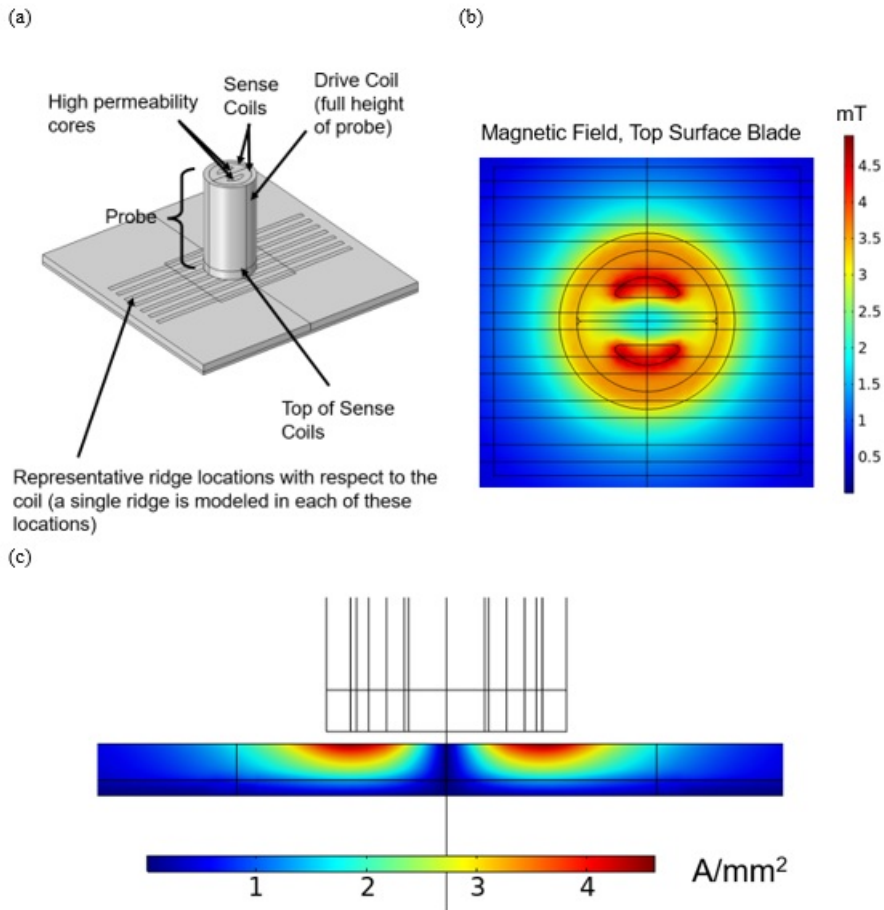 (a)
High permeability
cores
Sense
Coils
Drive Coil
(full height
of probe)
Probe
Top of Sense
Coils
Representative ridge locations with respect to the
coil (a single ridge is modeled in each of these
locations)
(b)
Magnetic Field, Top Surface Blade
mT
4.5
4
3.5
3
2.5
2
1.5
1
0.5
(c)
1 2 3 4 A/mm²